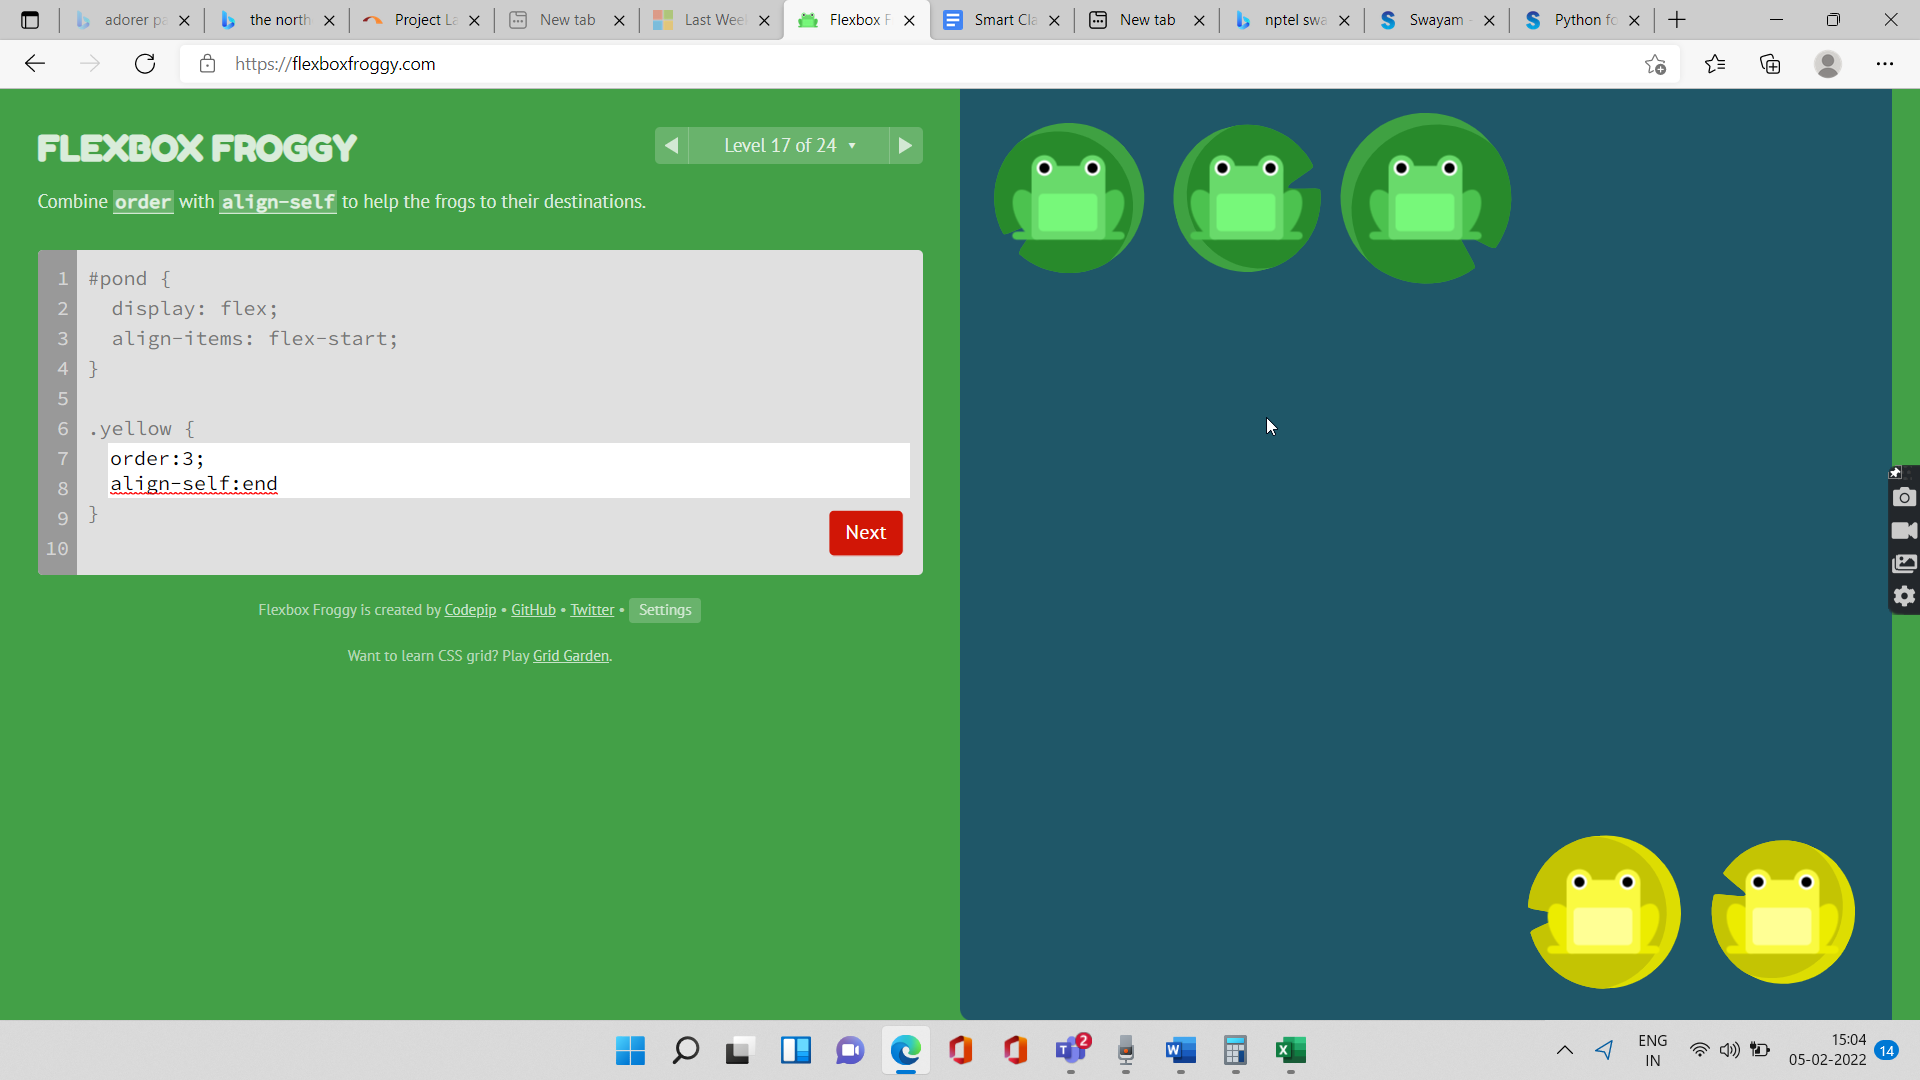 adorer pa
the north
Project La
New tab
Last Week
Flexbox F
Smart Cla
New tab
nptel swa
Swayam -
Python fo
https://flexboxfroggy.com
FLEXBOX FROGGY
Level 17 of 24
Combine order with align-self to help the frogs to their destinations.
1 #pond {
2 display: flex;
3 align-items: flex-start;
4 }
5
6 .yellow {
7 order:3;
8 align-self:end
9 }
10
Next
Flexbox Froggy is created by Codepip • GitHub • Twitter • Settings
Want to learn CSS grid? Play Grid Garden.
T 2
W
X
ENG
IN
15:04
05-02-2022
14